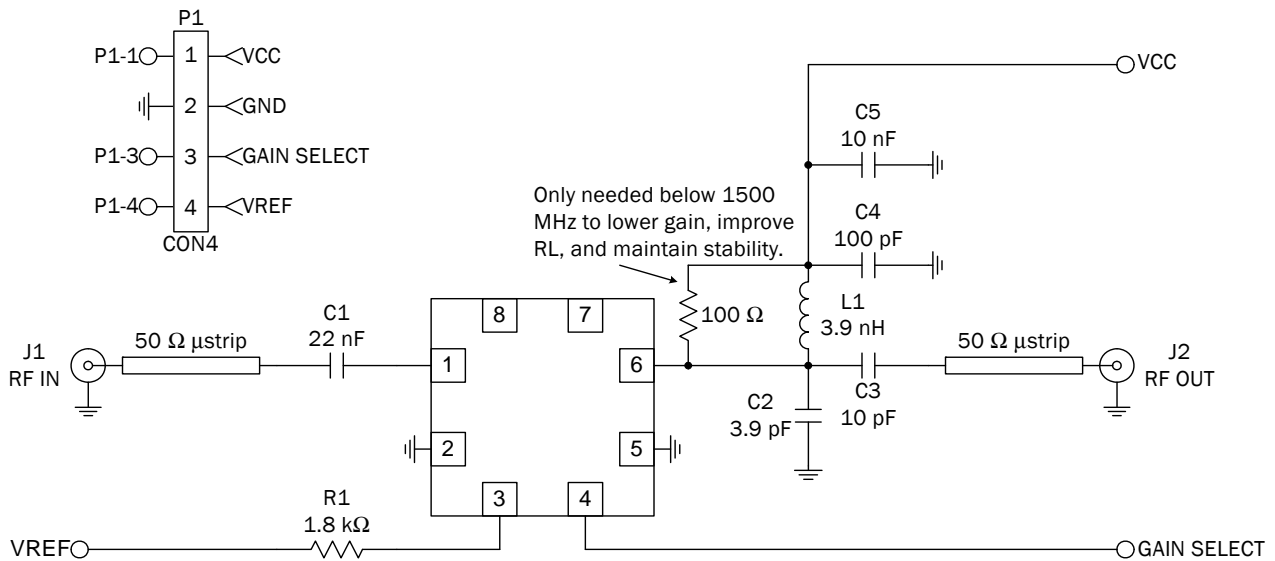 P1
P1-1
1
VCC
2
GND
P1-3
3
GAIN SELECT
P1-4
4
VREF
CON4
VCC
C5
10 nF
Only needed below 1500
MHz to lower gain, improve
RL, and maintain stability.
C4
100 pF
8
7
100 Ω
L1
3.9 nH
C1
22 nF
J1
RF IN
50 Ω µstrip
1
6
50 Ω µstrip
J2
RF OUT
C3
10 pF
C2
3.9 pF
2
5
3
4
R1
1.8 kΩ
VREF
GAIN SELECT